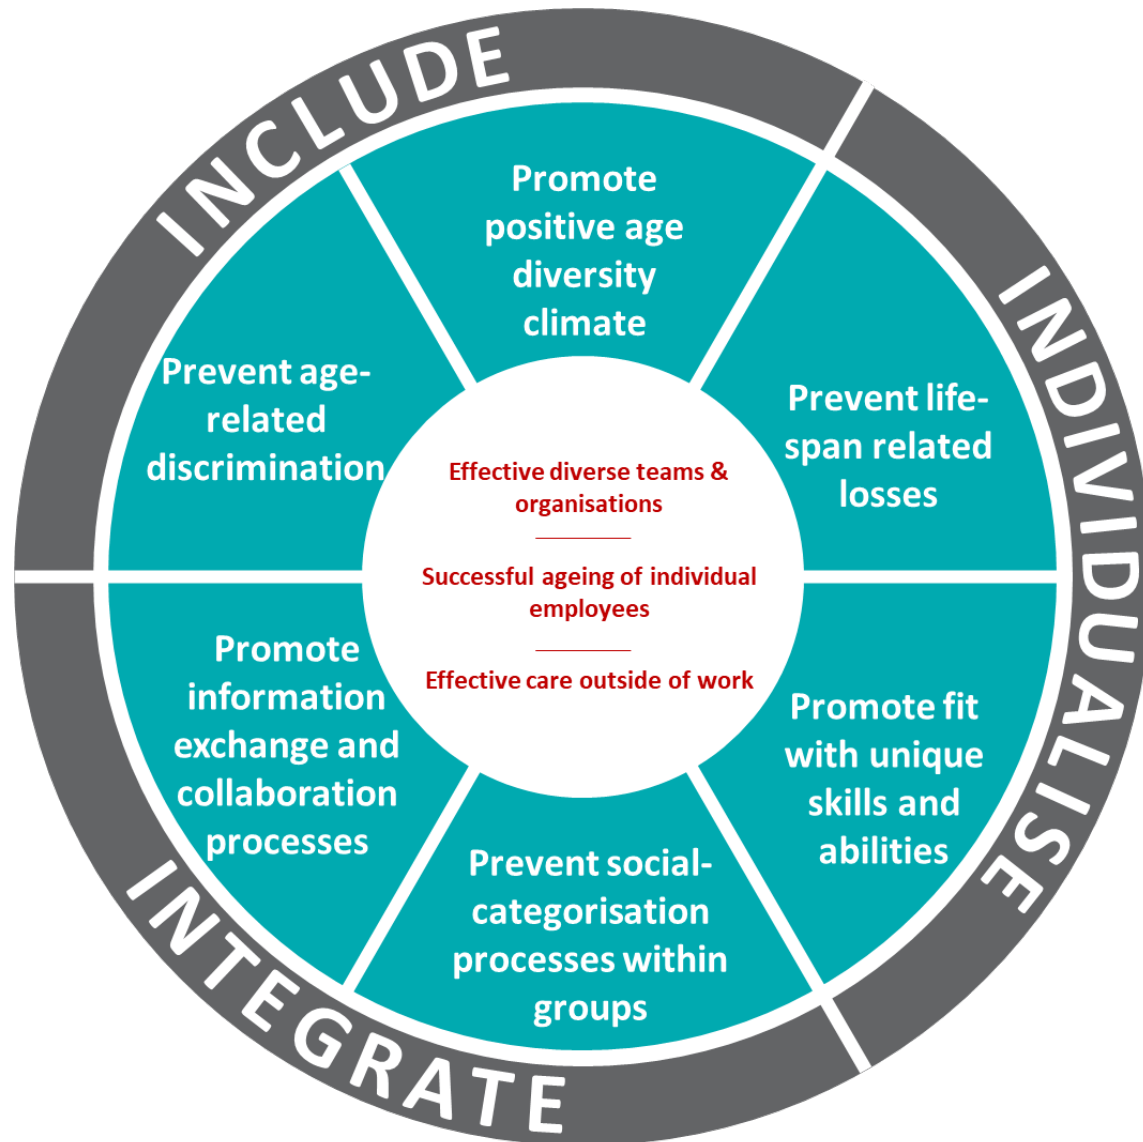 INCLUDE
INDIVIDUALISE
INTEGRATE
Promote
positive age
diversity
climate
Prevent life-
span related
losses
Promote fit
with unique
skills and
abilities
Prevent social-
categorisation
processes within
groups
Promote
information
exchange and
collaboration
processes
Prevent age-
related
discrimination
Effective diverse teams &
organisations
Successful ageing of individual
employees
Effective care outside of work